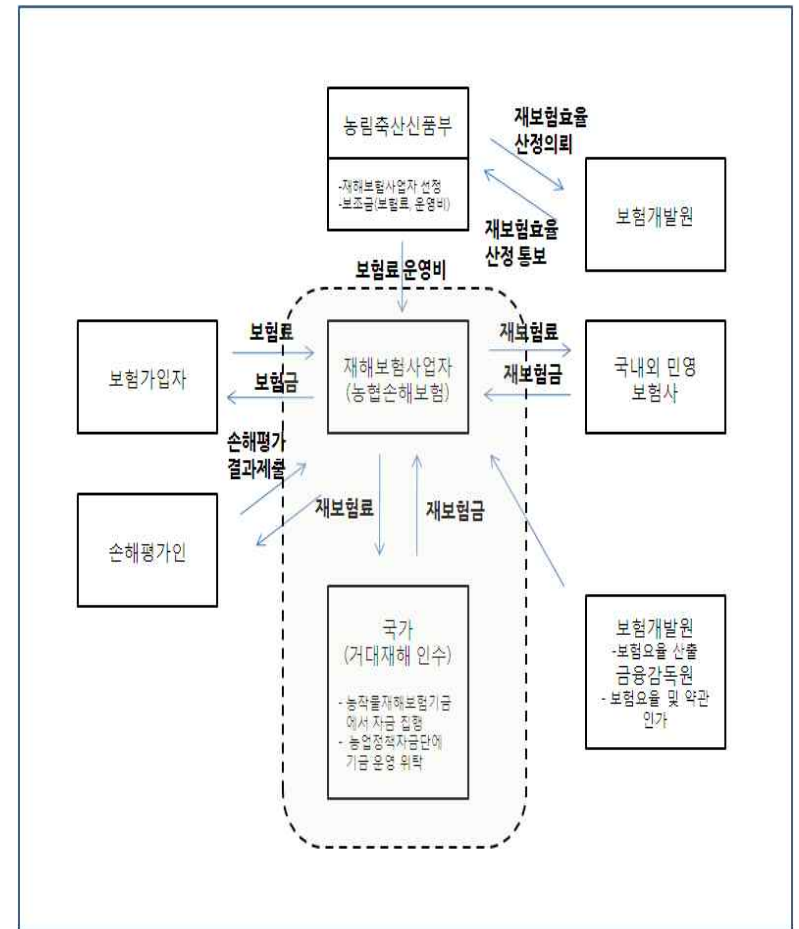 농림축산신품부
-재해보험사업자 선정
-보조금(보험료, 운영비)
재보험효율
산정의뢰
보험개발원
재보험효율
산정 통보
보험료 운영비
보험가입자
보험료
보험금
재해보험사업자
(농협손해보험)
재보험료
재보험금
국내외 민영
보험사
손해평가
결과제출
손해평가인
재보험료
재보험금
국가
(거대재해 인수)
- 농작물재해보험기금
에서 자금 집행
- 농업정책자금단에
기금 운영 위탁
보험개발원
-보험요율 산출
금융감독원
- 보험요율 및 약관
인가